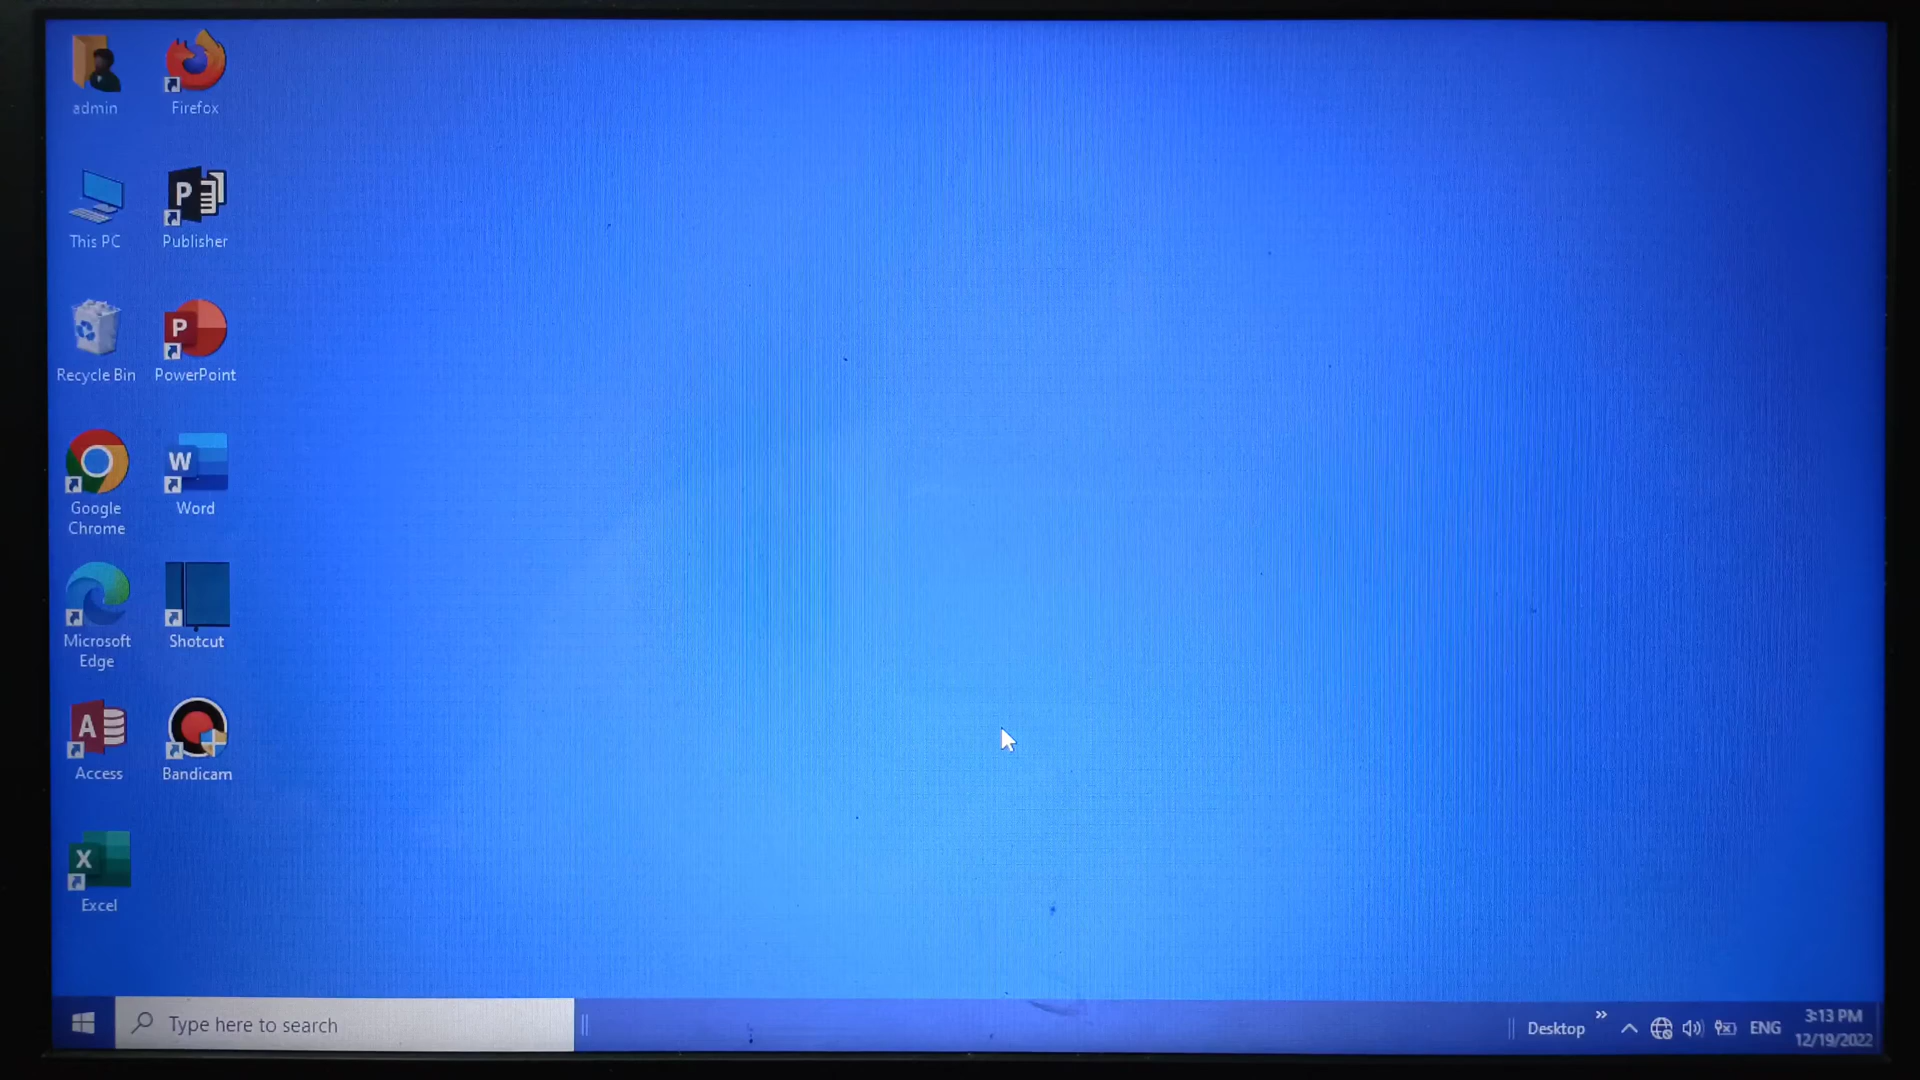 admin
Firefox
This PC
Publisher
Recycle Bin
PowerPoint
Google
Chrome
Word
Microsoft
Edge
Shotcut
Access
Bandicam
Excel
Type here to search
Desktop
ENG
3:13 PM
12/19/2022